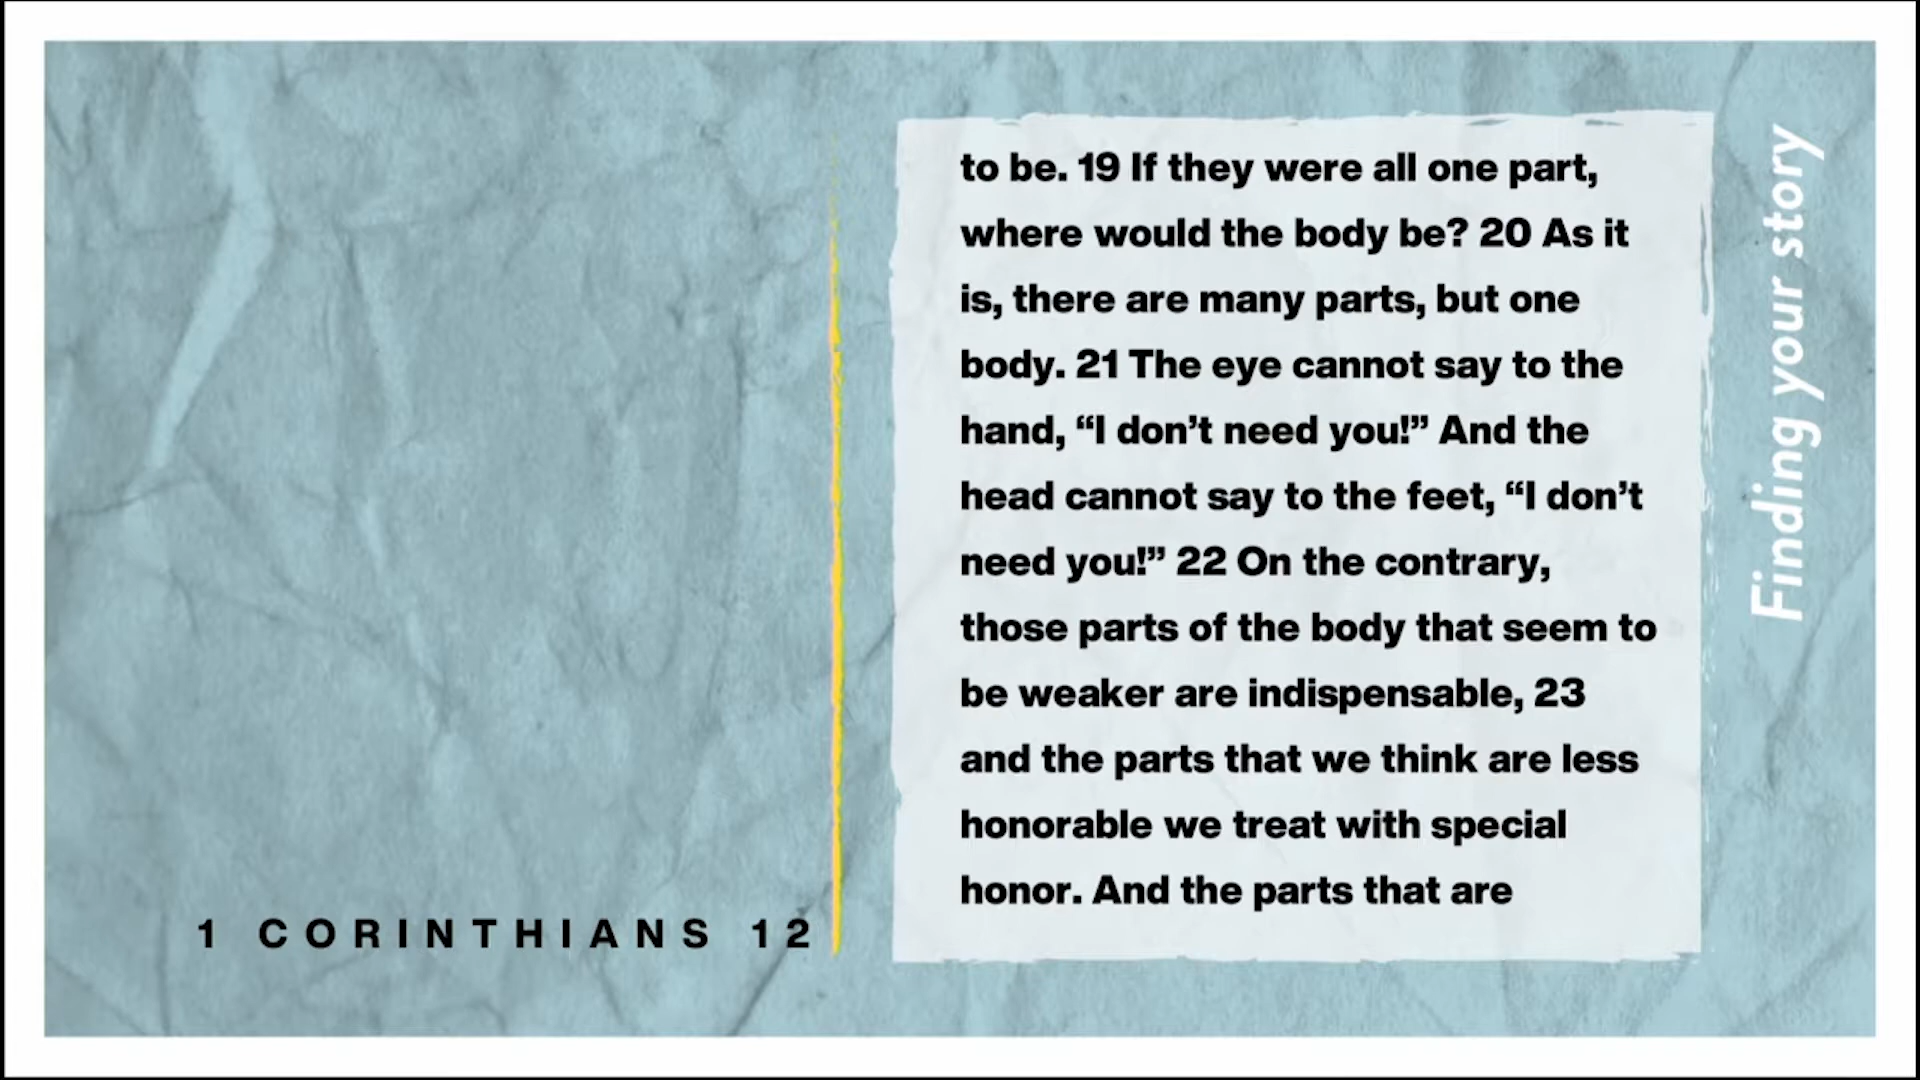 to be. 19 If they were all one part,
where would the body be? 20 As it
is, there are many parts, but one
body. 21 The eye cannot say to the
hand, “I don’t need you!” And the
head cannot say to the feet, “I don’t
need you!” 22 On the contrary,
those parts of the body that seem to
be weaker are indispensable, 23
and the parts that we think are less
honorable we treat with special
honor. And the parts that are
1 CORINTHIANS 12
Finding your story